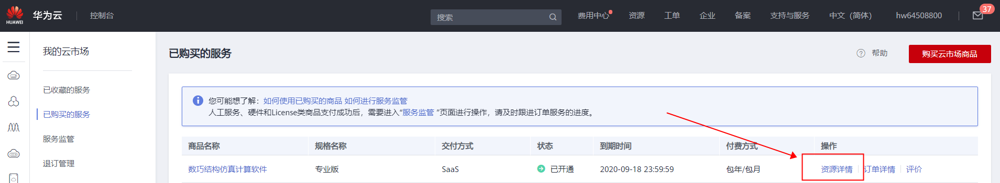 HUAWEI 华为云 控制台 搜索 费用中心 资源 工单 企业 备案 支持与服务 中文（简体） hw64508800 37
我的云市场
已收藏的服务
已购买的服务
服务监管
退订管理
已购买的服务 帮助 购买云市场商品
您可能想了解：如何使用已购买的商品 如何进行服务监管
人工服务、硬件和License类商品支付成功后，需要进入“服务监管 ”页面进行操作，请及时跟进订单服务的进度。
商品名称 规格名称 交付方式 状态 到期时间 付费方式 操作
数巧结构仿真计算软件 专业版 SaaS 已开通 2020-09-18 23:59:59 包年/包月 资源详情 订单详情 评价